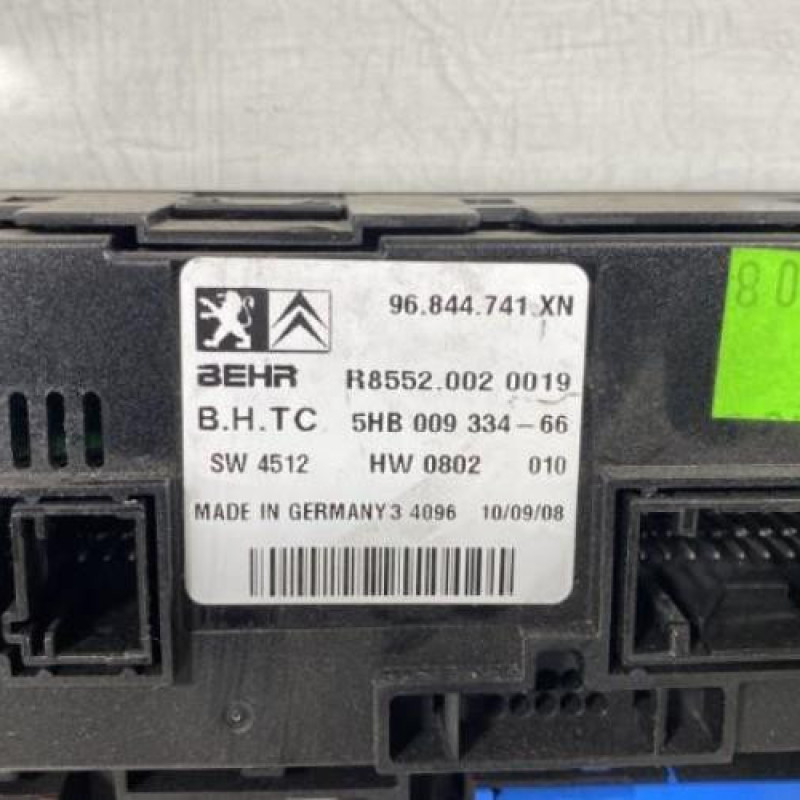 96.844.741.XN
BEHR R8552.002 0019
B.H.TC 5HB 009 334-66
SW 4512 HW 0802 010
MADE IN GERMANY 3 4096 10/09/08
08